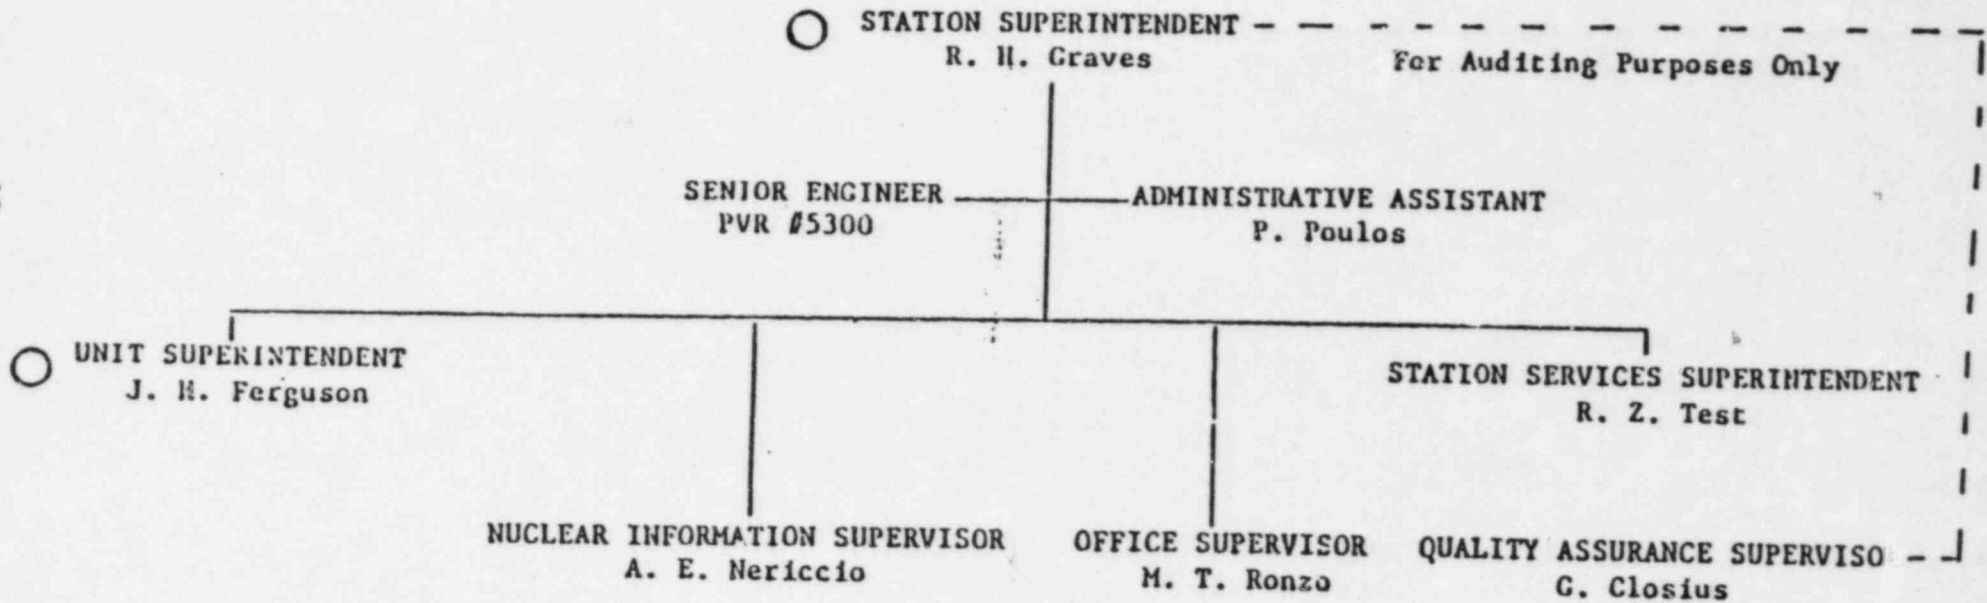 STATION SUPERINTENDENT
R. H. Graves
For Auditing Purposes Only
SENIOR ENGINEER
PVR #5300
ADMINISTRATIVE ASSISTANT
P. Poulos
UNIT SUPERINTENDENT
J. H. Ferguson
STATION SERVICES SUPERINTENDENT
R. Z. Test
NUCLEAR INFORMATION SUPERVISOR
A. E. Nericcio
OFFICE SUPERVISOR
M. T. Ronzo
QUALITY ASSURANCE SUPERVISO
G. Closius